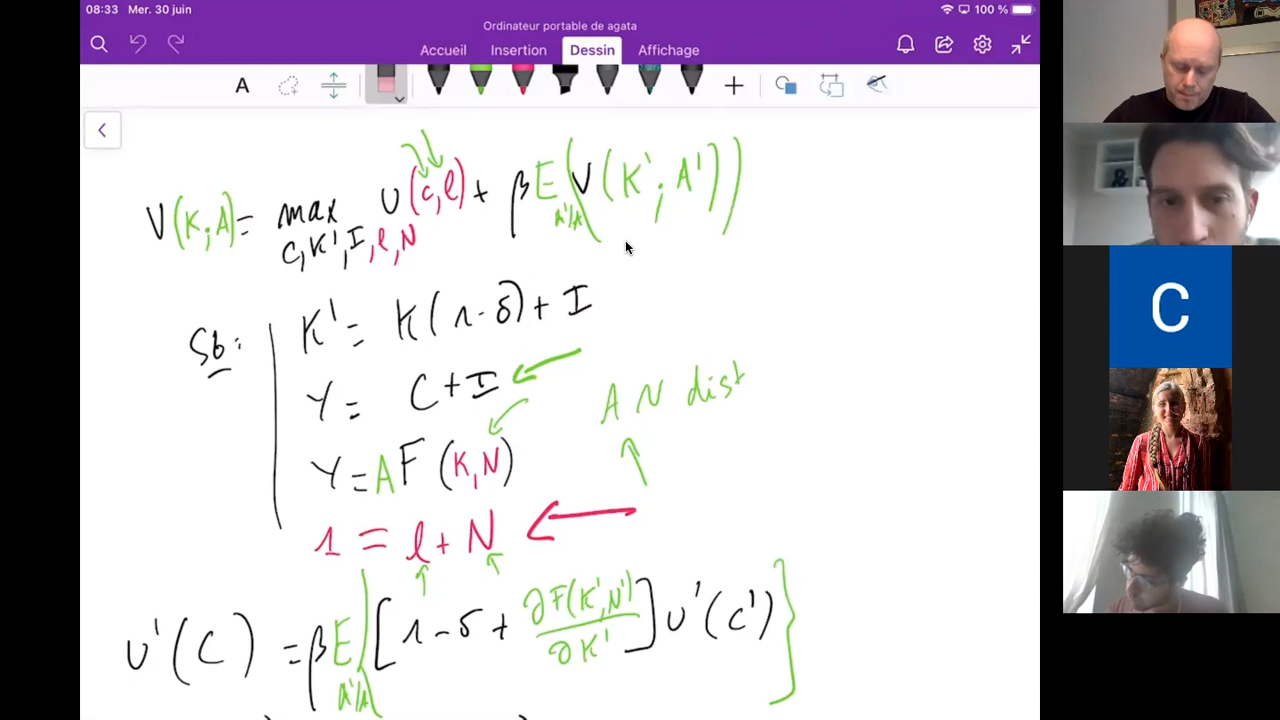 08:33 Mer. 30 juin
100 %
Ordinateur portable de agata
Accueil Insertion Dessin Affichage
A
V(K;A)= max U(c,l)+ βE(V(K';A'))
C,K',I,l,N A'/A
St: K'= K(1-δ)+I
Y= C+I
A N dist
Y=AF(K,N)
1 = l+N
U'(C) =βE{[1-δ+ ∂F(K',N')/∂K']U'(C')}
A'/A
C